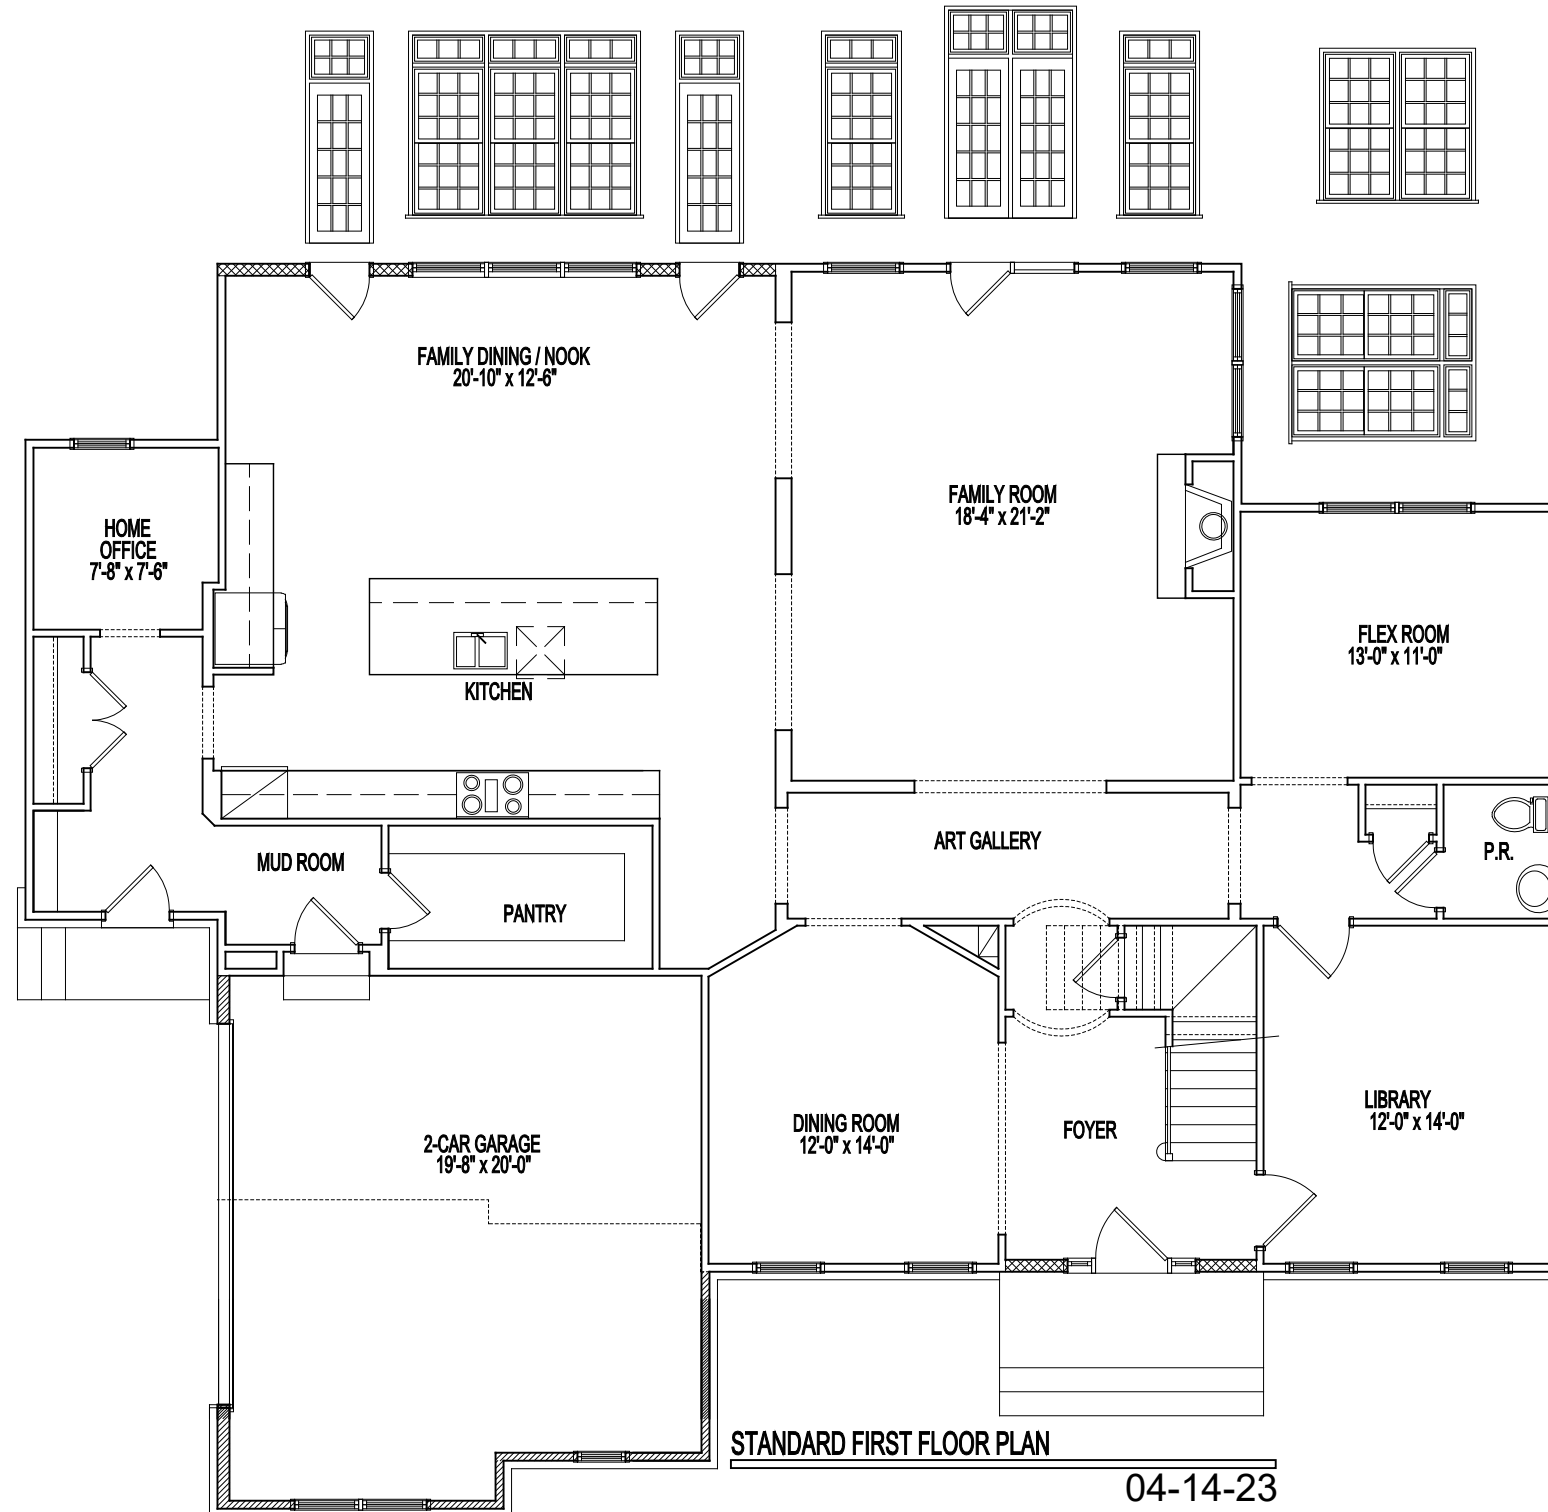 FAMILY DINING / NOOK
20'-10" x 12'-6"
FAMILY ROOM
18'-4" x 21'-2"
HOME
OFFICE
7'-8" x 7'-6"
FLEX ROOM
13'-0" x 11'-0"
KITCHEN
ART GALLERY
P.R.
MUD ROOM
PANTRY
LIBRARY
12'-0" x 14'-0"
DINING ROOM
12'-0" x 14'-0"
FOYER
2-CAR GARAGE
19'-8" x 20'-0"
STANDARD FIRST FLOOR PLAN
04-14-23